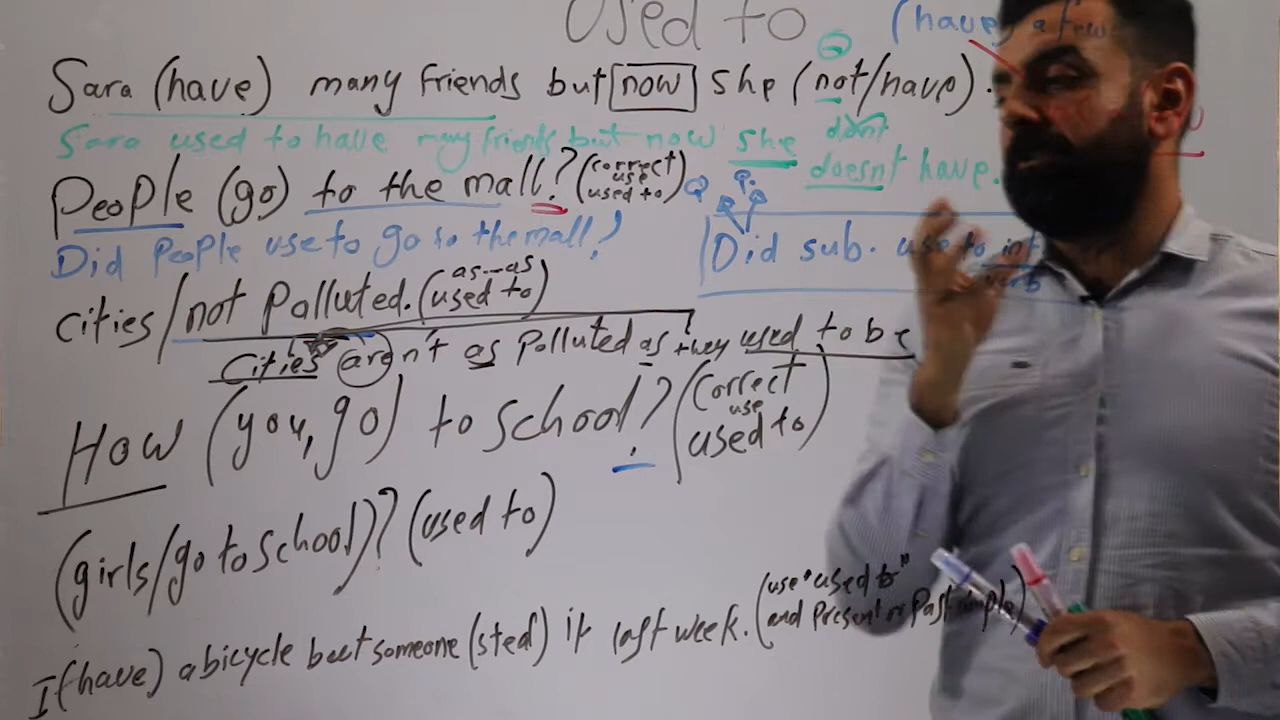 used to
(have) a few
Sara (have) many friends but now she (not/have).
Sara used to have many friends but now she didn't doesnt have.
People (go) to the mall? (correct use used to)
Did People use to go to the mall?
Did sub. use to inf verb
cities/not Polluted. (as--as used to)
Cities aren't as Polluted as they used to be
How (you, go) to school? (Correct use used to)
(girls/go to school)? (used to)
I (have) a bicycle but someone (steal) it last week. (use "used to" and Present or Past simple)